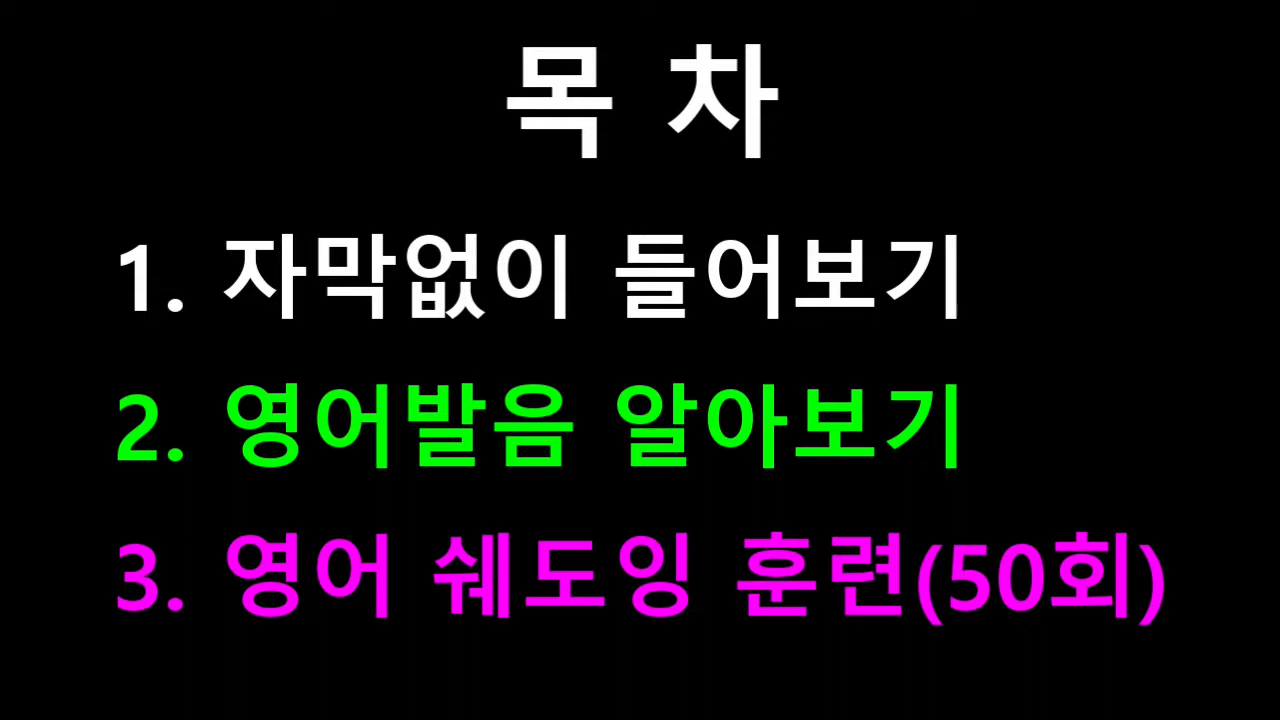 목 차
1. 자막없이 들어보기
2. 영어발음 알아보기
3. 영어 쉐도잉 훈련(50회)